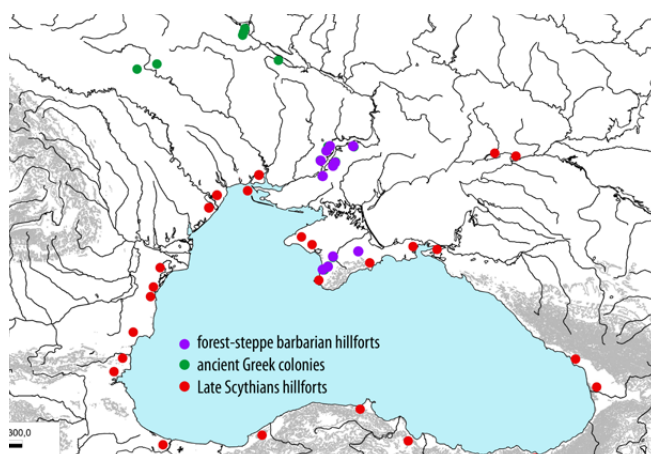 forest-steppe barbarian hillforts
ancient Greek colonies
Late Scythians hillforts
300,0